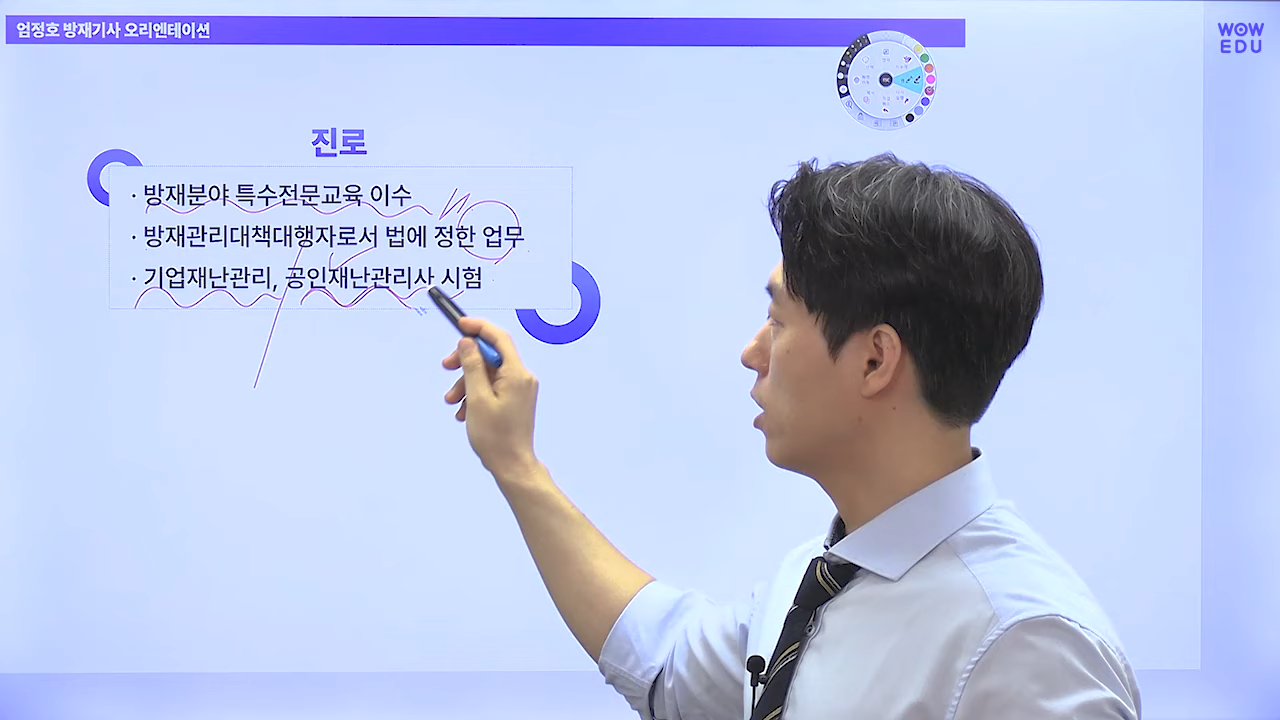 엄정호 방재기사 오리엔테이션
WOW
EDU
진로
· 방재분야 특수전문교육 이수
· 방재관리대책대행자로서 법에 정한 업무
· 기업재난관리, 공인재난관리사 시험